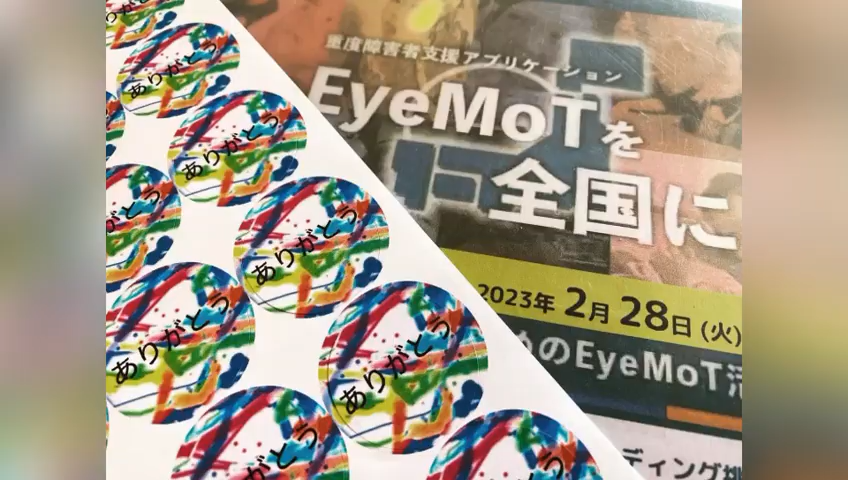 重度障害者支援アプリケーション
EyeMoTを
全国に
2023年 2月 28日 (火)
のEyeMoT活
ディング
ありがとう
ありがとう
ありがとう
ありがとう
ありがとう
ありがとう